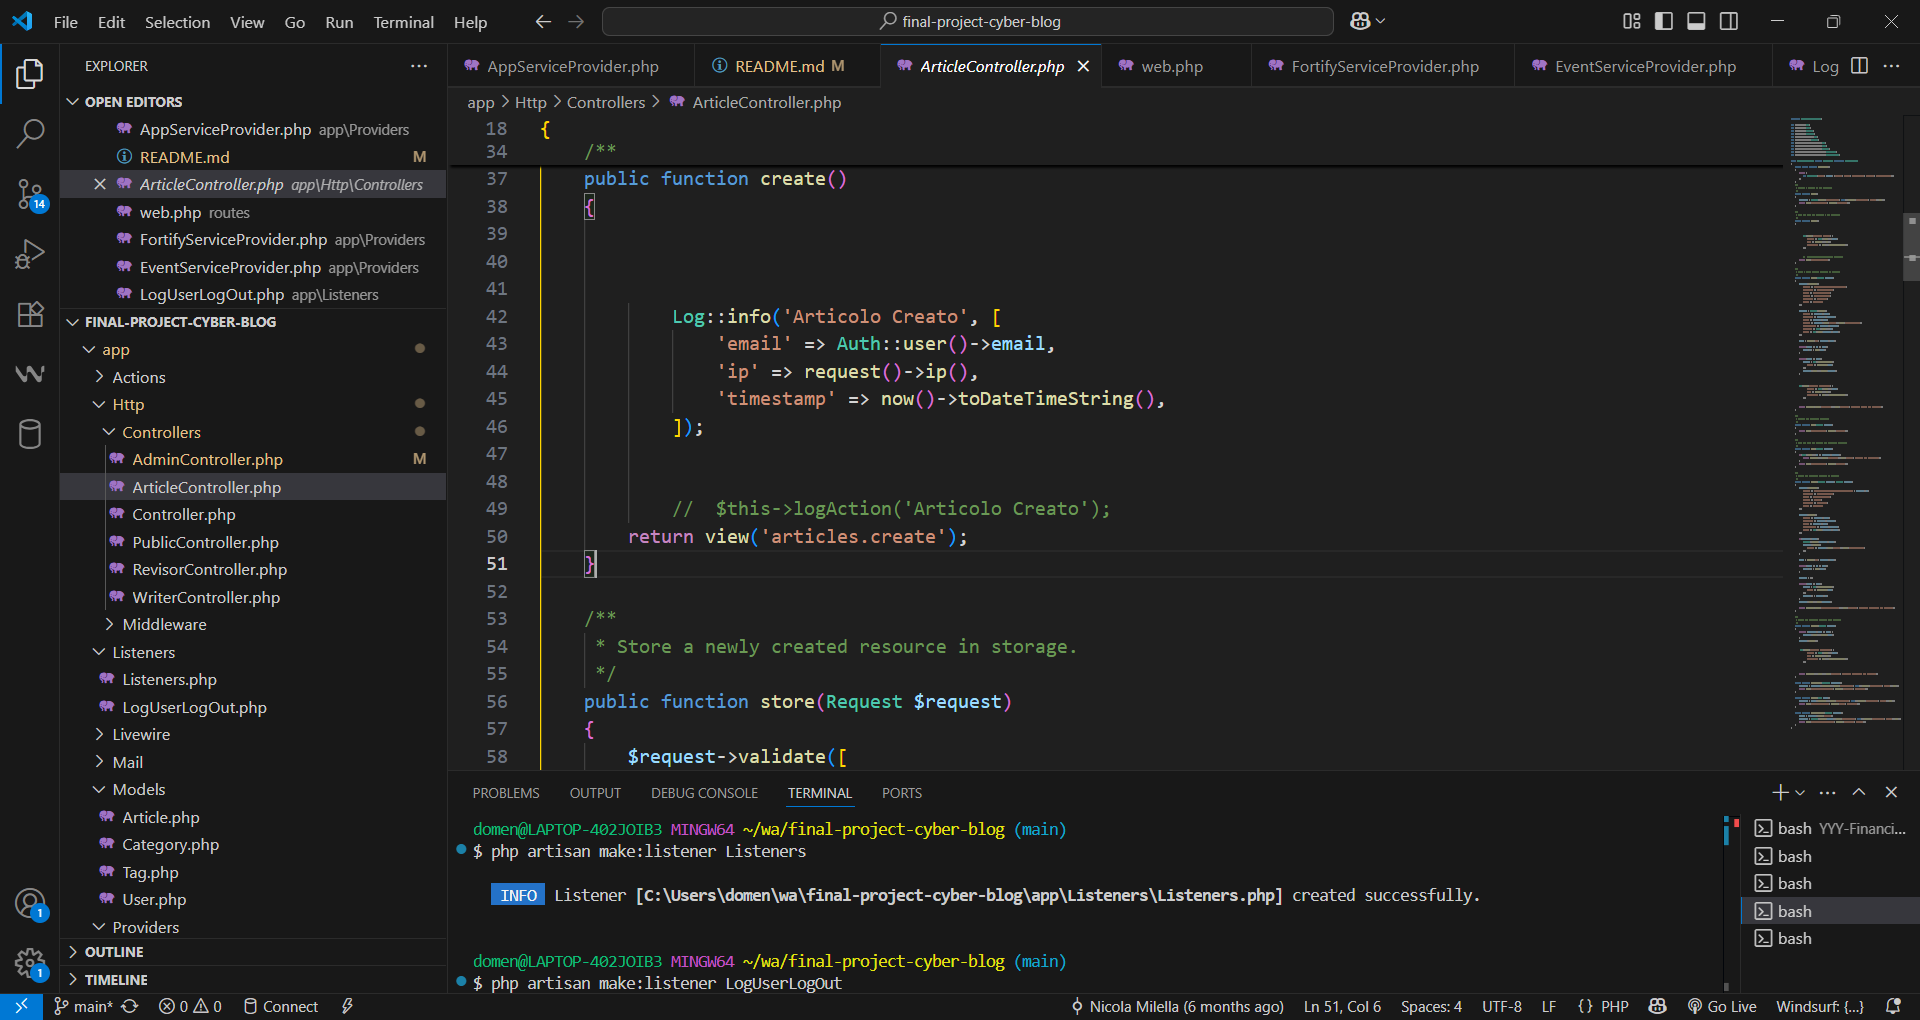 File Edit Selection View Go Run Terminal Help
final-project-cyber-blog
EXPLORER
OPEN EDITORS
AppServiceProvider.php app\Providers
README.md M
ArticleController.php app\Http\Controllers
web.php routes
FortifyServiceProvider.php app\Providers
EventServiceProvider.php app\Providers
LogUserLogOut.php app\Listeners
FINAL-PROJECT-CYBER-BLOG
app
Actions
Http
Controllers
AdminController.php M
ArticleController.php
Controller.php
PublicController.php
RevisorController.php
WriterController.php
Middleware
Listeners
Listeners.php
LogUserLogOut.php
Livewire
Mail
Models
Article.php
Category.php
Tag.php
User.php
Providers
OUTLINE
TIMELINE
14
1
1
AppServiceProvider.php README.md M ArticleController.php web.php FortifyServiceProvider.php EventServiceProvider.php Log
app > Http > Controllers > ArticleController.php
18 {
34 /**
37 public function create()
38 {
39
40
41
42 Log::info('Articolo Creato', [
43 'email' => Auth::user()->email,
44 'ip' => request()->ip(),
45 'timestamp' => now()->toDateTimeString(),
46 ]);
47
48
49 // $this->logAction('Articolo Creato');
50 return view('articles.create');
51 }
52
53 /**
54 * Store a newly created resource in storage.
55 */
56 public function store(Request $request)
57 {
58 $request->validate([
PROBLEMS OUTPUT DEBUG CONSOLE TERMINAL PORTS
domen@LAPTOP-402JOIB3 MINGW64 ~/wa/final-project-cyber-blog (main)
$ php artisan make:listener Listeners
INFO Listener [C:\Users\domen\wa\final-project-cyber-blog\app\Listeners\Listeners.php] created successfully.
domen@LAPTOP-402JOIB3 MINGW64 ~/wa/final-project-cyber-blog (main)
$ php artisan make:listener LogUserLogOut
bash YYY-Financi...
bash
bash
bash
bash
main* 0 0 Connect Nicola Milella (6 months ago) Ln 51, Col 6 Spaces: 4 UTF-8 LF {} PHP Go Live Windsurf: {...}